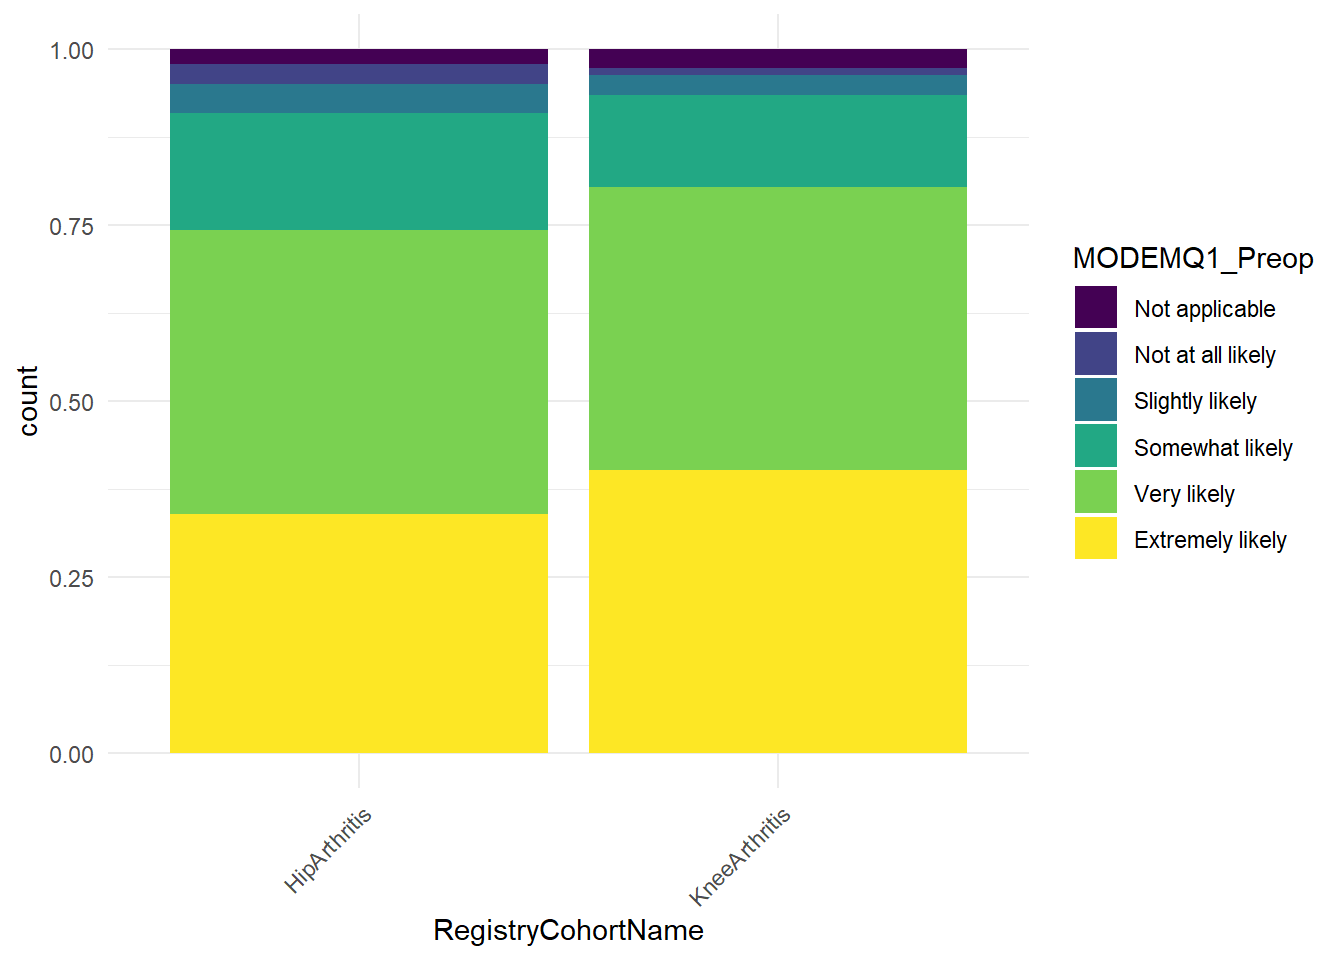 1.00
0.75
0.50
0.25
0.00
count
HipArthritis
KneeArthritis
RegistryCohortName
MODEMQ1_Preop
Not applicable
Not at all likely
Slightly likely
Somewhat likely
Very likely
Extremely likely